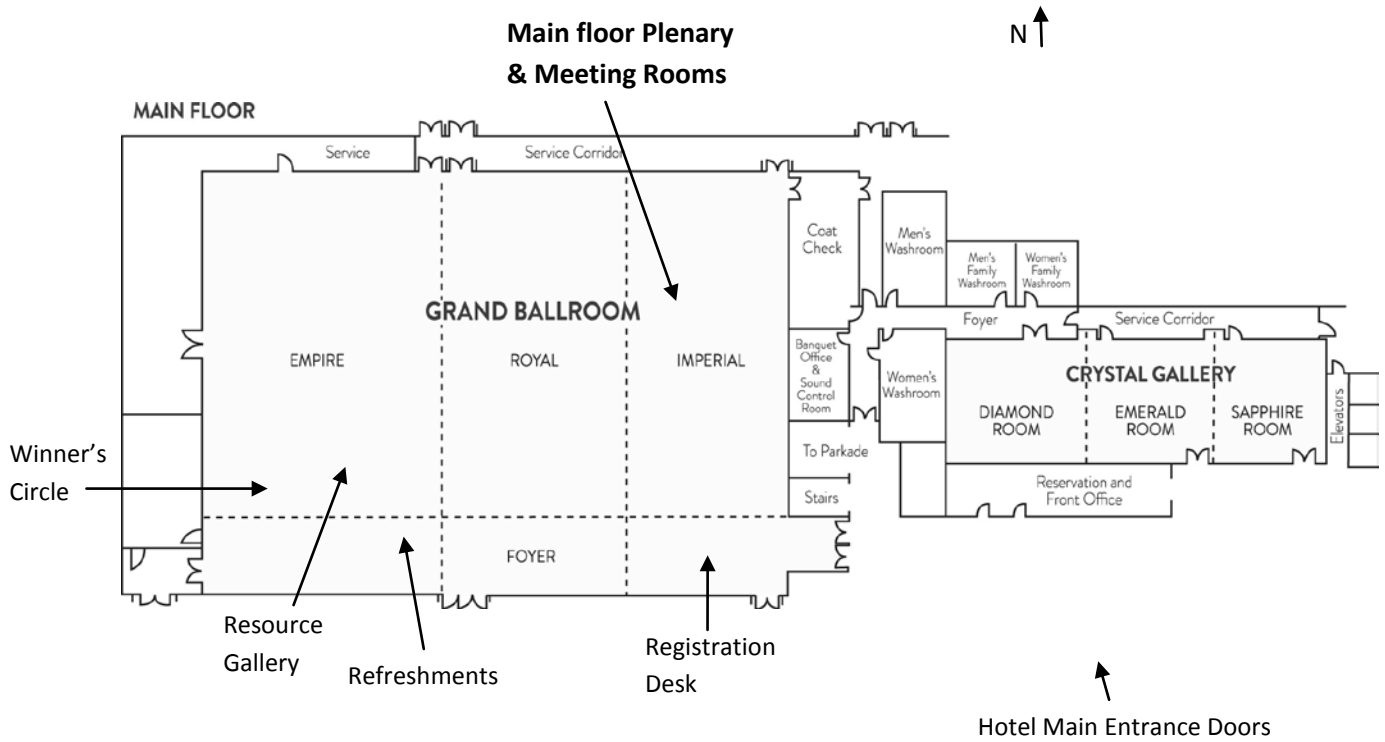 Main floor Plenary
& Meeting Rooms
N
MAIN FLOOR
Service
Service Corridor
Coat
Check
Men's
Washroom
Men's
Family
Washroom
Women's
Family
Washroom
GRAND BALLROOM
Foyer
Service Corridor
EMPIRE
ROYAL
IMPERIAL
Banquet
Office
&
Sound
Control
Room
Women's
Washroom
CRYSTAL GALLERY
DIAMOND
ROOM
EMERALD
ROOM
SAPPHIRE
ROOM
Elevators
Winner's
Circle
To Parkade
Stairs
Reservation and
Front Office
FOYER
Resource
Gallery
Refreshments
Registration
Desk
Hotel Main Entrance Doors